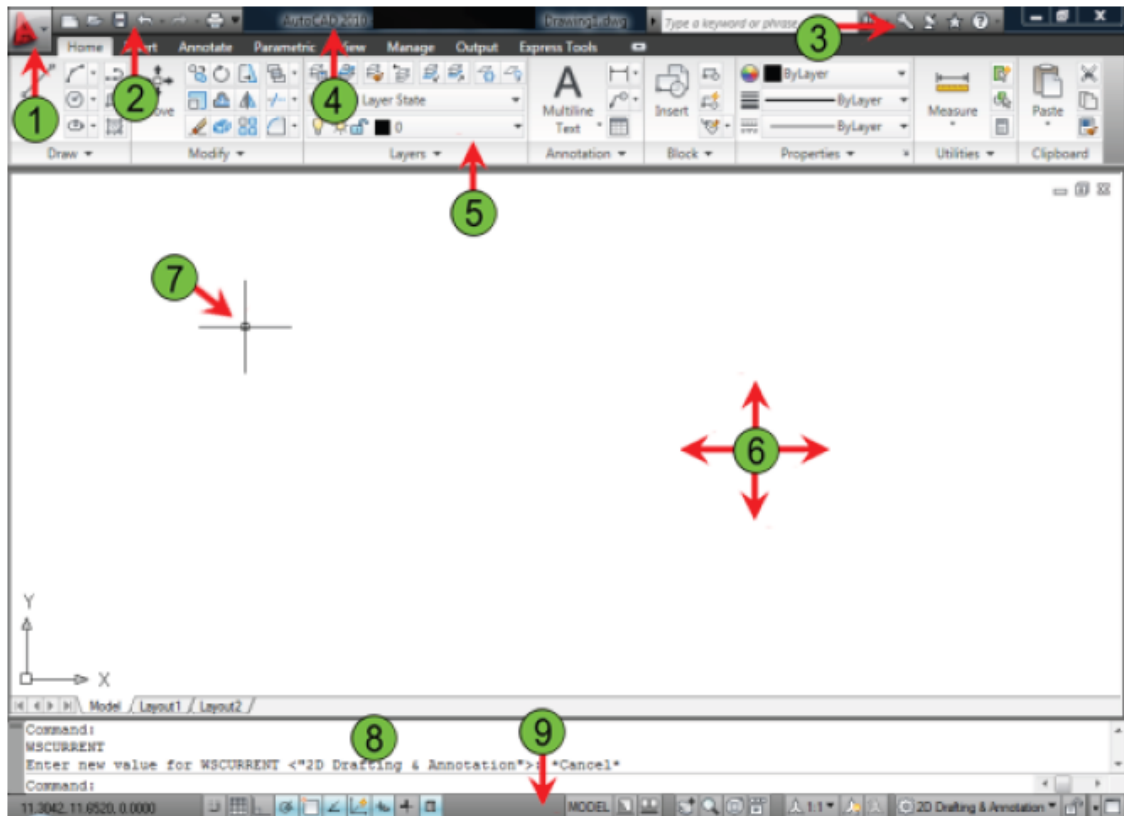 AutoCAD 2010 Drawing1.dwg Type a keyword or phrase
3
Home Annotate Parametric Manage Output Express Tools
1 2 4
Layer State
0
Multiline
Text
Insert
ByLayer
ByLayer
ByLayer
Measure
Paste
Draw Modify Layers Annotation Block Properties Utilities Clipboard
5
7
6
Y
X
Model Layout1 Layout2
Command:
WSCURRENT
Enter new value for WSCURRENT <"2D Drafting & Annotation">: *Cancel*
8 9
Command:
11.3042, 11.6520, 0.0000 MODEL 1:1 2D Drafting & Annotation